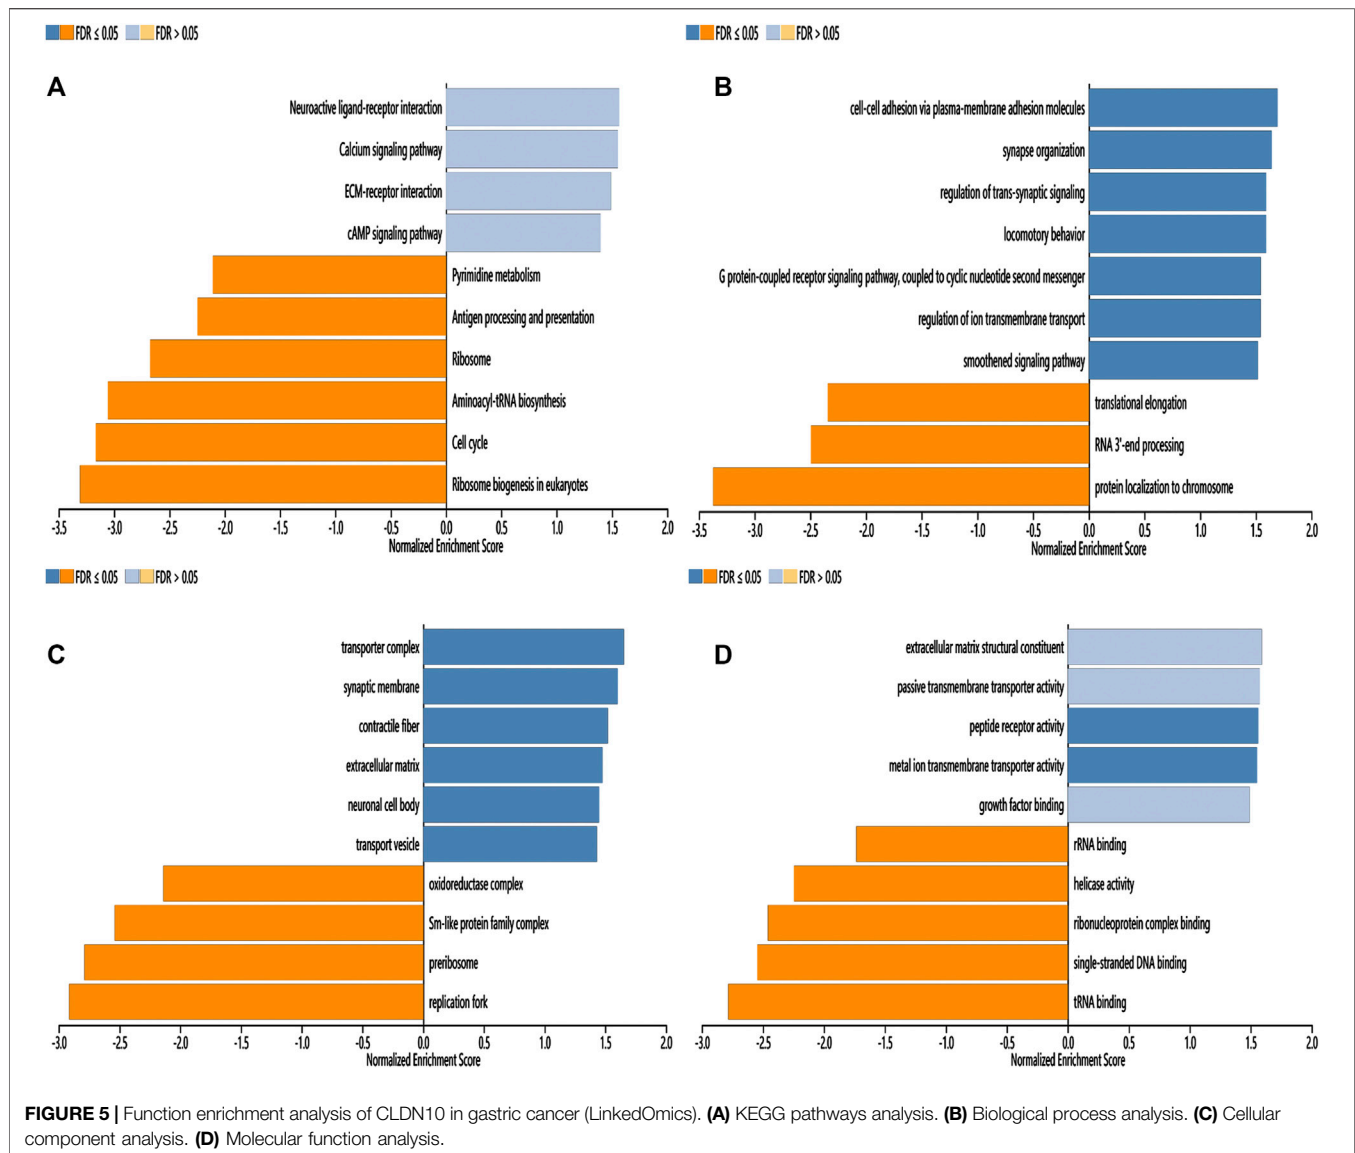 FDR ≤ 0.05 FDR > 0.05
A
Neuroactive ligand-receptor interaction
Calcium signaling pathway
ECM-receptor interaction
cAMP signaling pathway
Pyrimidine metabolism
Antigen processing and presentation
Ribosome
Aminoacyl-tRNA biosynthesis
Cell cycle
Ribosome biogenesis in eukaryotes
-3.5 -3.0 -2.5 -2.0 -1.5 -1.0 -0.5 0.0 0.5 1.0 1.5 2.0
Normalized Enrichment Score
FDR ≤ 0.05 FDR > 0.05
B
cell-cell adhesion via plasma-membrane adhesion molecules
synapse organization
regulation of trans-synaptic signaling
locomotory behavior
G protein-coupled receptor signaling pathway, coupled to cyclic nucleotide second messenger
regulation of ion transmembrane transport
smoothened signaling pathway
translational elongation
RNA 3'-end processing
protein localization to chromosome
-3.5 -3.0 -2.5 -2.0 -1.5 -1.0 -0.5 0.0 0.5 1.0 1.5 2.0
Normalized Enrichment Score
FDR ≤ 0.05 FDR > 0.05
C
transporter complex
synaptic membrane
contractile fiber
extracellular matrix
neuronal cell body
transport vesicle
oxidoreductase complex
Sm-like protein family complex
preribosome
replication fork
-3.0 -2.5 -2.0 -1.5 -1.0 -0.5 0.0 0.5 1.0 1.5 2.0
Normalized Enrichment Score
FDR ≤ 0.05 FDR > 0.05
D
extracellular matrix structural constituent
passive transmembrane transporter activity
peptide receptor activity
metal ion transmembrane transporter activity
growth factor binding
rRNA binding
helicase activity
ribonucleoprotein complex binding
single-stranded DNA binding
tRNA binding
-3.0 -2.5 -2.0 -1.5 -1.0 -0.5 0.0 0.5 1.0 1.5 2.0
Normalized Enrichment Score
FIGURE 5 | Function enrichment analysis of CLDN10 in gastric cancer (LinkedOmics). (A) KEGG pathways analysis. (B) Biological process analysis. (C) Cellular
component analysis. (D) Molecular function analysis.